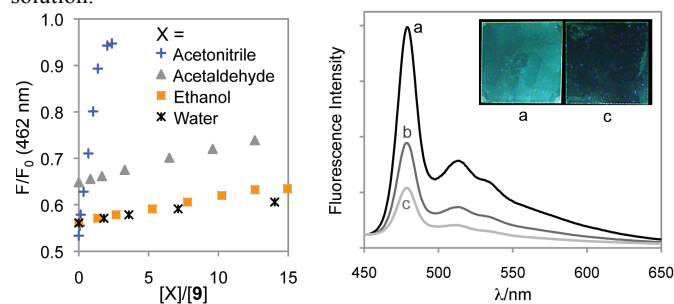 solution.
1.0
0.9
0.8
0.7
0.6
0.5
F/F0 (462 nm)
X =
Acetonitrile
Acetaldehyde
Ethanol
Water
0
5
10
15
[X]/[9]
Fluorescence Intensity
a
b
c
a
c
450
500
550
600
650
λ/nm